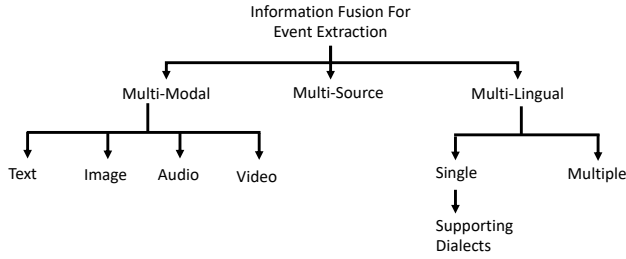 Information Fusion For
Event Extraction
Multi-Modal
Multi-Source
Multi-Lingual
Text
Image
Audio
Video
Single
Multiple
Supporting
Dialects